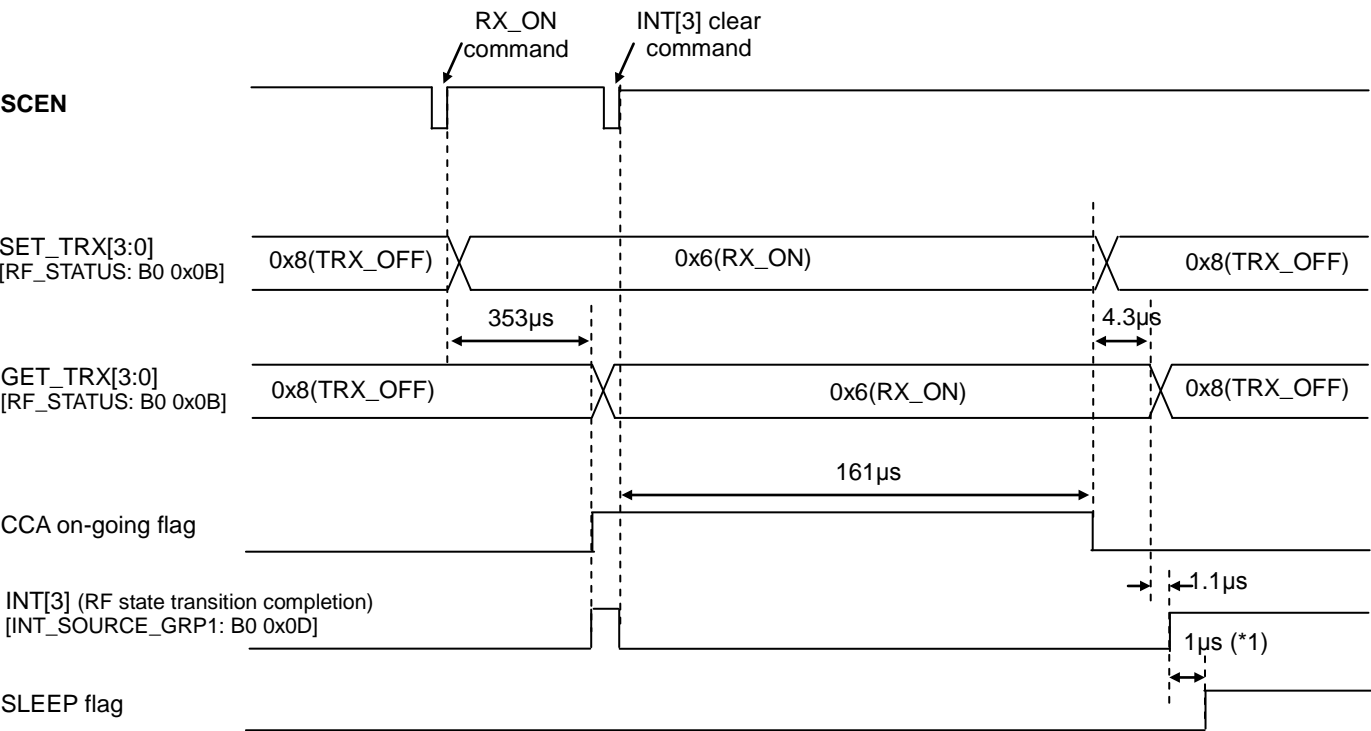 RX_ON
command
INT[3] clear
command
SCEN
SET_TRX[3:0]
[RF_STATUS: B0 0x0B]
0x8(TRX_OFF)
0x6(RX_ON)
0x8(TRX_OFF)
353µs
4.3µs
GET_TRX[3:0]
[RF_STATUS: B0 0x0B]
0x8(TRX_OFF)
0x6(RX_ON)
0x8(TRX_OFF)
161µs
CCA on-going flag
1.1µs
INT[3] (RF state transition completion)
[INT_SOURCE_GRP1: B0 0x0D]
1µs (*1)
SLEEP flag